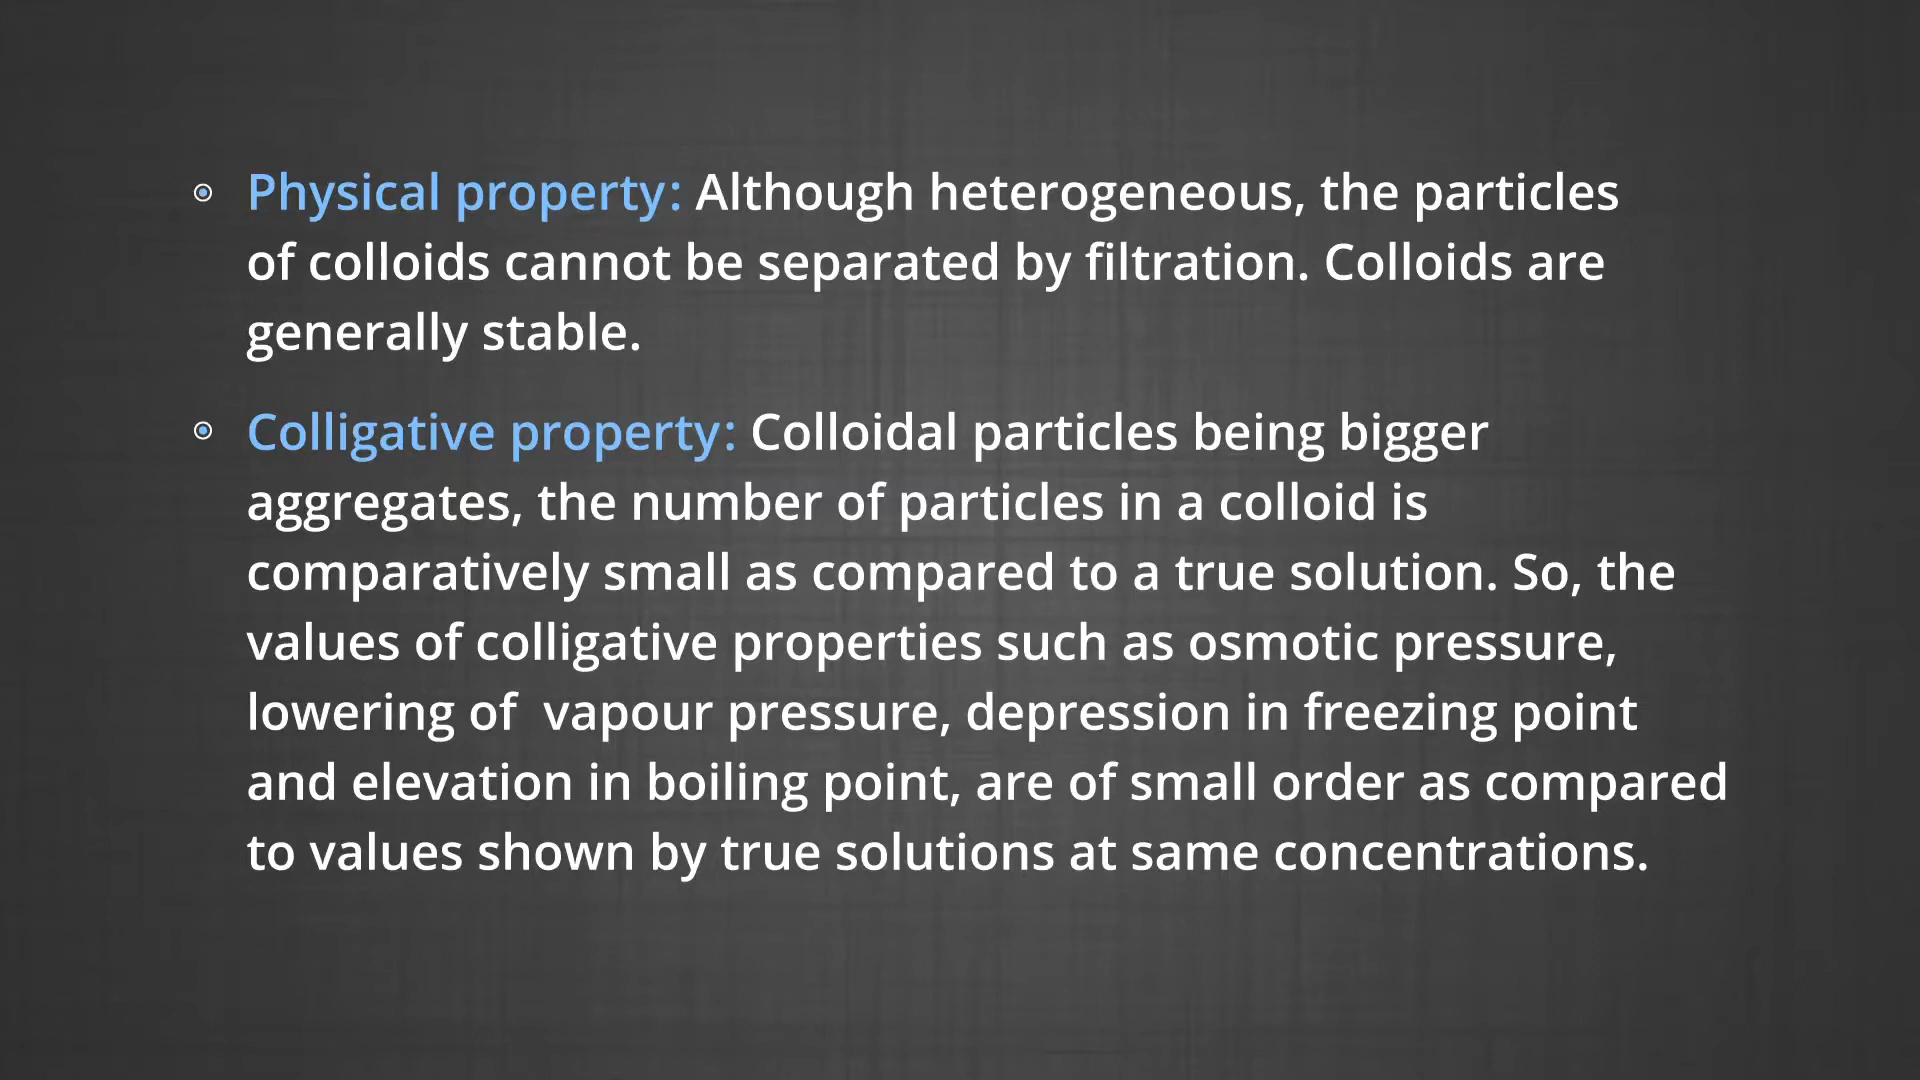 Physical property: Although heterogeneous, the particles
of colloids cannot be separated by filtration. Colloids are
generally stable.
Colligative property: Colloidal particles being bigger
aggregates, the number of particles in a colloid is
comparatively small as compared to a true solution. So, the
values of colligative properties such as osmotic pressure,
lowering of  vapour pressure, depression in freezing point
and elevation in boiling point, are of small order as compared
to values shown by true solutions at same concentrations.